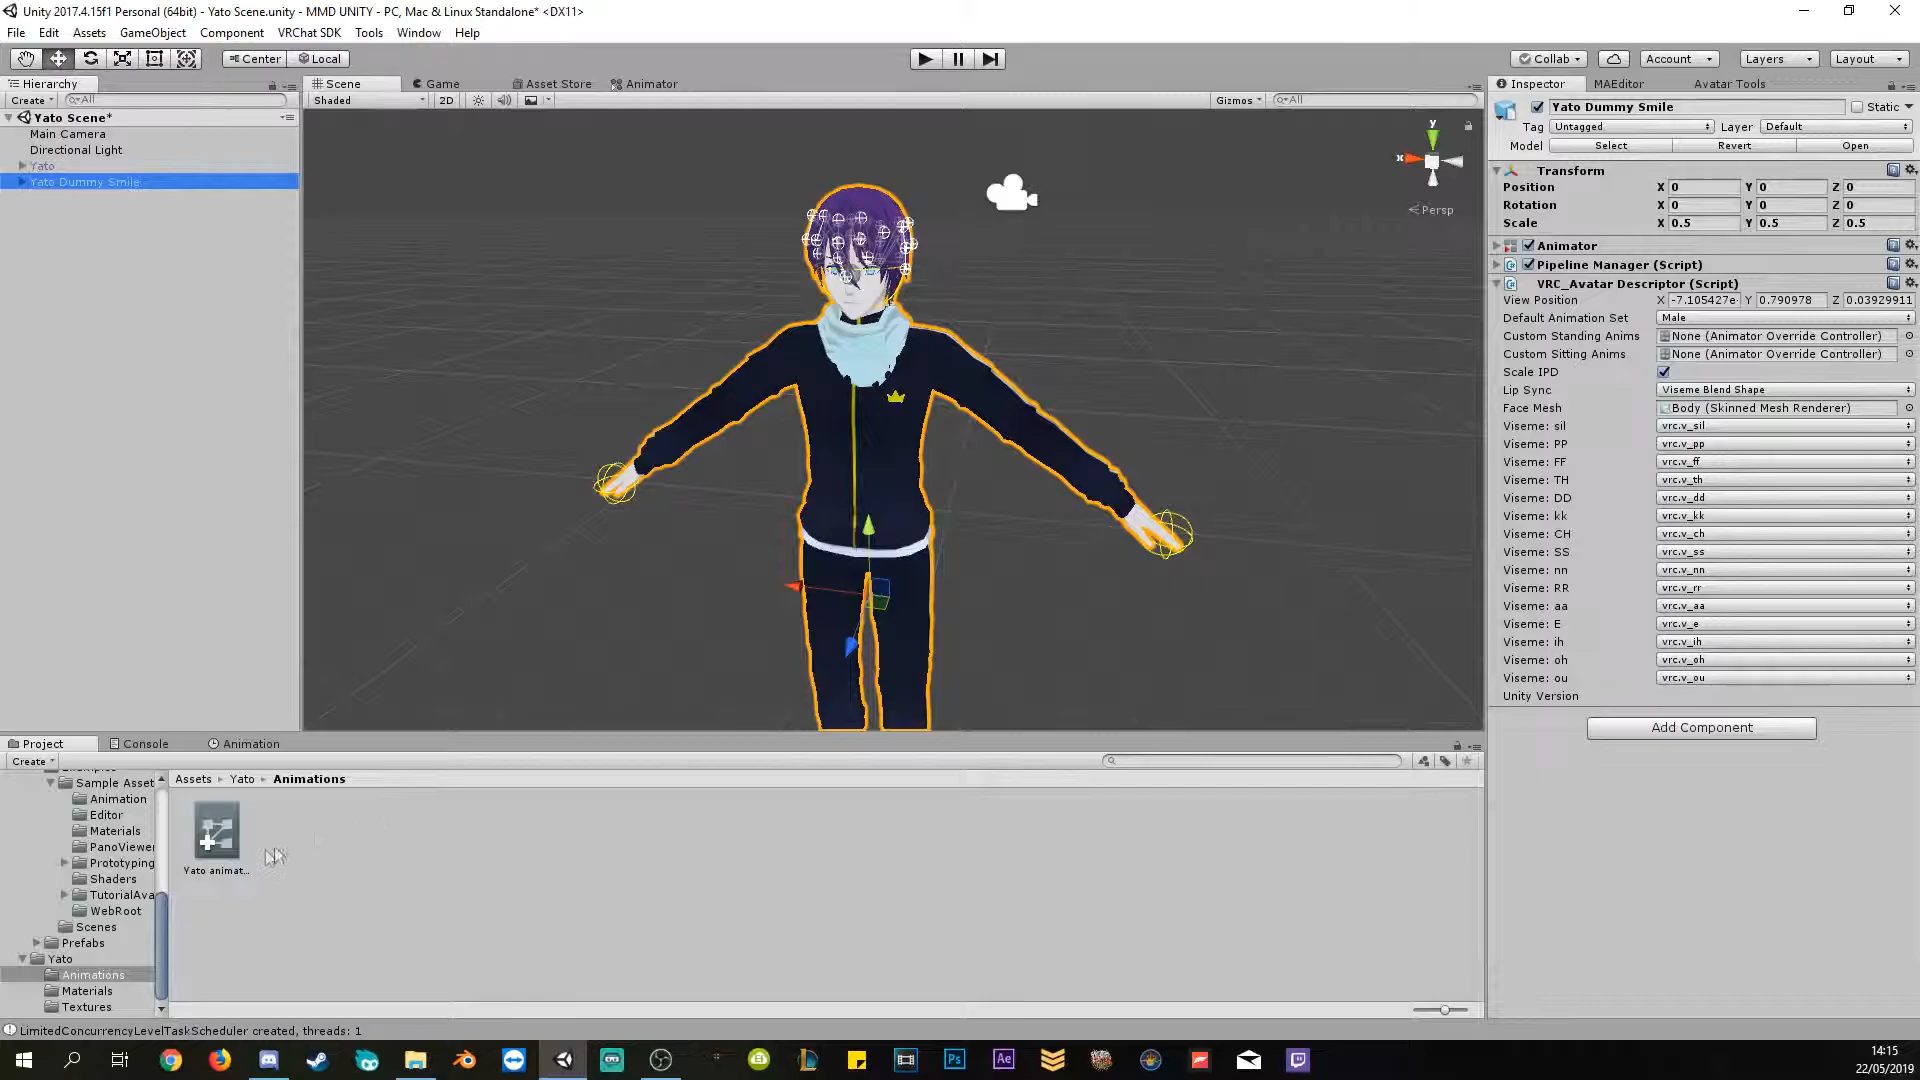 Unity 2017.4.15f1 Personal (64bit) - Yato Scene.unity - MMD UNITY - PC, Mac & Linux Standalone* <DX11>
File Edit Assets GameObject Component VRChat SDK Tools Window Help
Center Local Collab Account Layers Layout
Hierarchy Scene Game Asset Store Animator Inspector MAEditor Avatar Tools
Create All Shaded 2D Gizmos All
Yato Scene*
Main Camera
Directional Light
Yato
Yato Dummy Smile
y
x
Persp
Yato Dummy Smile Static
Tag Untagged Layer Default
Model Select Revert Open
Transform
Position X 0 Y 0 Z 0
Rotation X 0 Y 0 Z 0
Scale X 0.5 Y 0.5 Z 0.5
Animator
Pipeline Manager (Script)
VRC_Avatar Descriptor (Script)
View Position X -7.105427e- Y 0.790978 Z 0.03929911
Default Animation Set Male
Custom Standing Anims None (Animator Override Controller)
Custom Sitting Anims None (Animator Override Controller)
Scale IPD
Lip Sync Viseme Blend Shape
Face Mesh Body (Skinned Mesh Renderer)
Viseme: sil vrc.v_sil
Viseme: PP vrc.v_pp
Viseme: FF vrc.v_ff
Viseme: TH vrc.v_th
Viseme: DD vrc.v_dd
Viseme: kk vrc.v_kk
Viseme: CH vrc.v_ch
Viseme: SS vrc.v_ss
Viseme: nn vrc.v_nn
Viseme: RR vrc.v_rr
Viseme: aa vrc.v_aa
Viseme: E vrc.v_e
Viseme: ih vrc.v_ih
Viseme: oh vrc.v_oh
Viseme: ou vrc.v_ou
Unity Version
Add Component
Project Console Animation
Create
Sample Asset
Animation
Editor
Materials
PanoViewer
Prototyping
Shaders
TutorialAva
WebRoot
Scenes
Prefabs
Yato
Animations
Materials
Textures
Assets Yato Animations
Yato animat...
LimitedConcurrencyLevelTaskScheduler created, threads: 1
Ps
Ae
14:15
22/05/2019